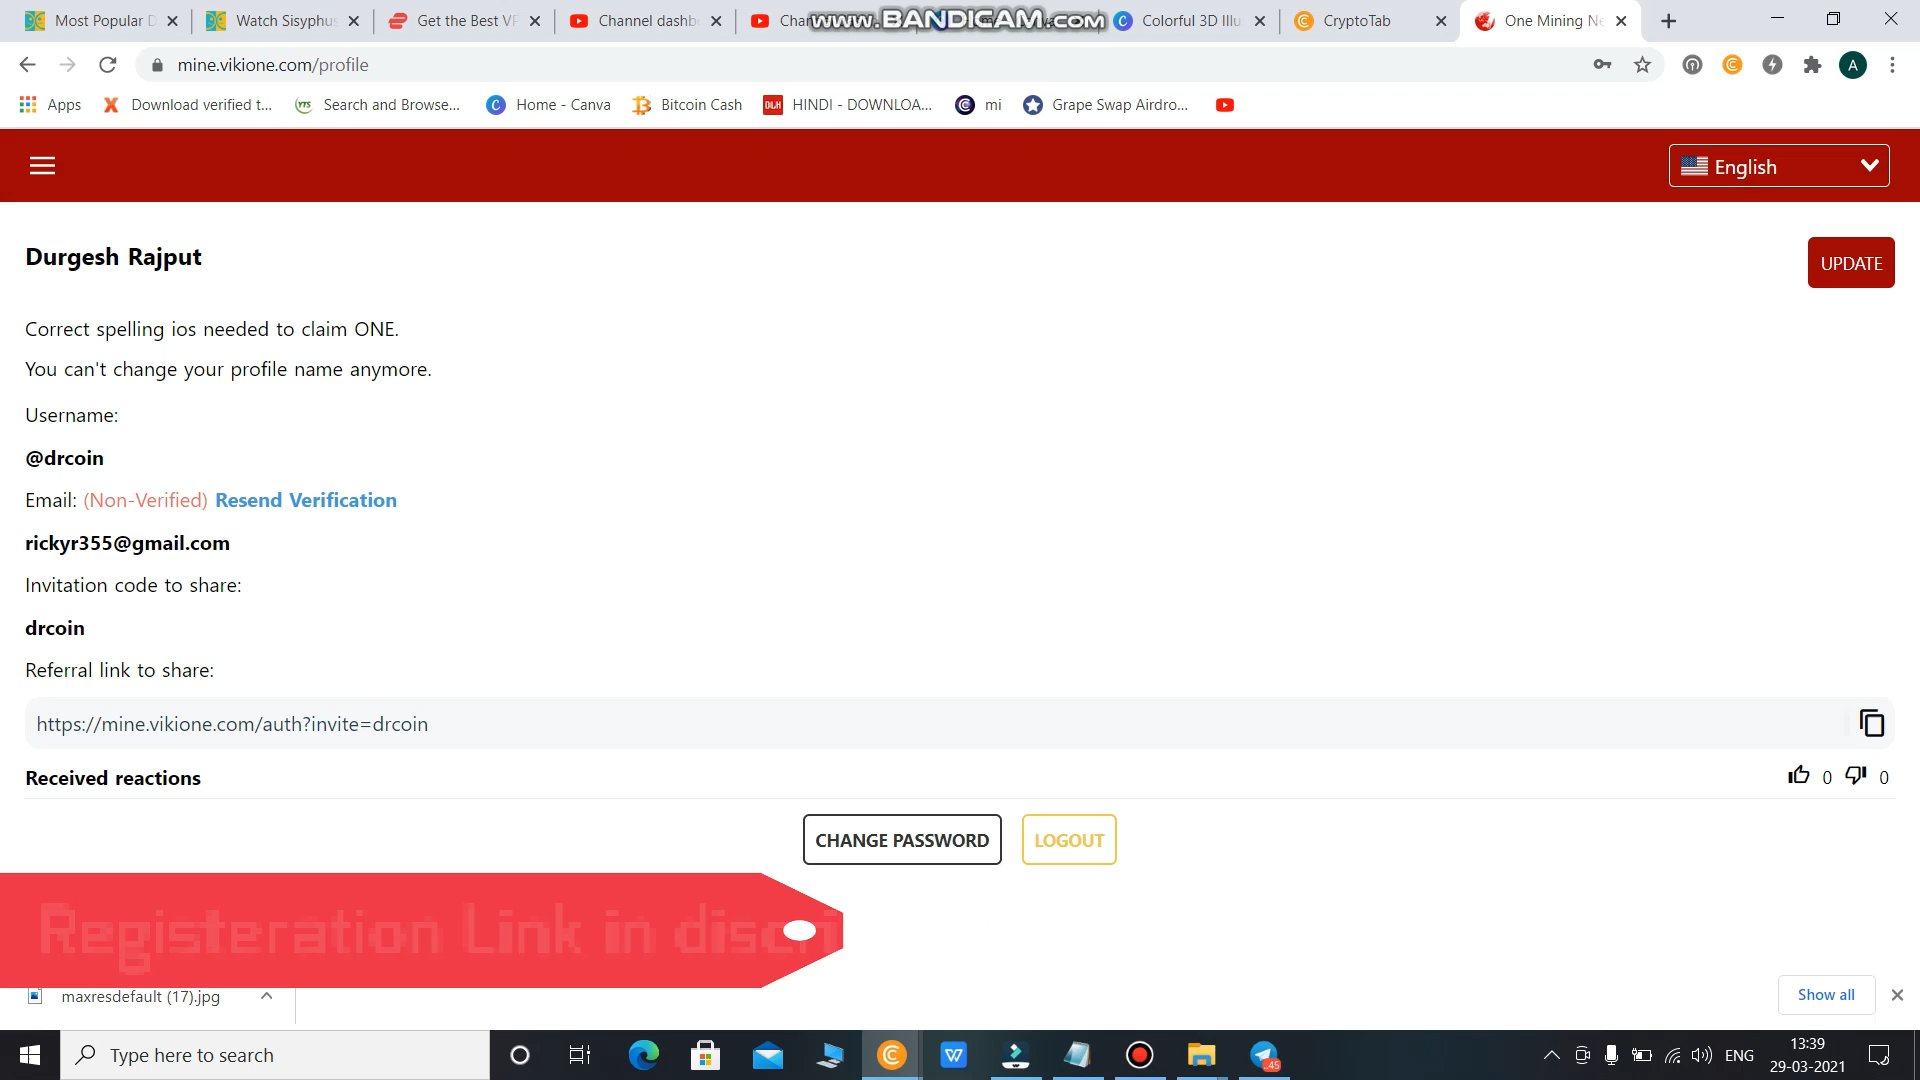 Most Popular D
Watch Sisyphus
Get the Best VP
Channel dashb
Chan
www.BANDICAM.com
Colorful 3D Illu
CryptoTab
One Mining Ne
mine.vikione.com/profile
A
Apps
Download verified t...
Search and Browse...
Home - Canva
Bitcoin Cash
HINDI - DOWNLOA...
mi
Grape Swap Airdro...
English
Durgesh Rajput
UPDATE
Correct spelling ios needed to claim ONE.
You can't change your profile name anymore.
Username:
@drcoin
Email: (Non-Verified) Resend Verification
rickyr355@gmail.com
Invitation code to share:
drcoin
Referral link to share:
https://mine.vikione.com/auth?invite=drcoin
Received reactions
0 0
CHANGE PASSWORD
LOGOUT
Registeration Link in discri
maxresdefault (17).jpg
Show all
Type here to search
45
ENG
13:39
29-03-2021